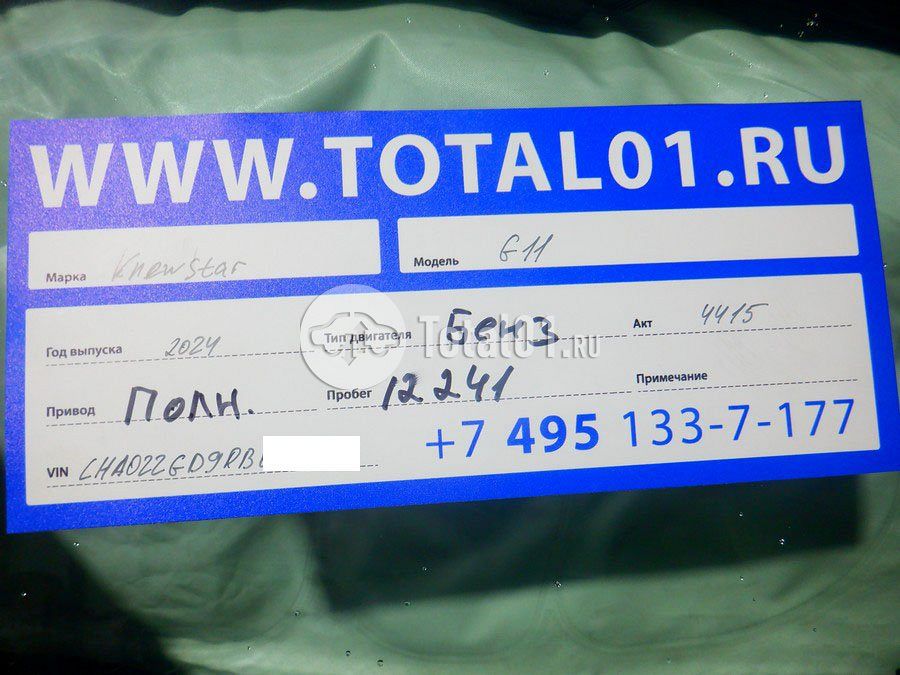 WWW.TOTAL01.RU
Марка Knewstar Модель G11
Год выпуска 2024 Тип двигателя Бенз Акт 4415
Total01.RU
Привод Полн. Пробег 12241 Примечание
+7 495 133-7-177
VIN LHA022GD9RB